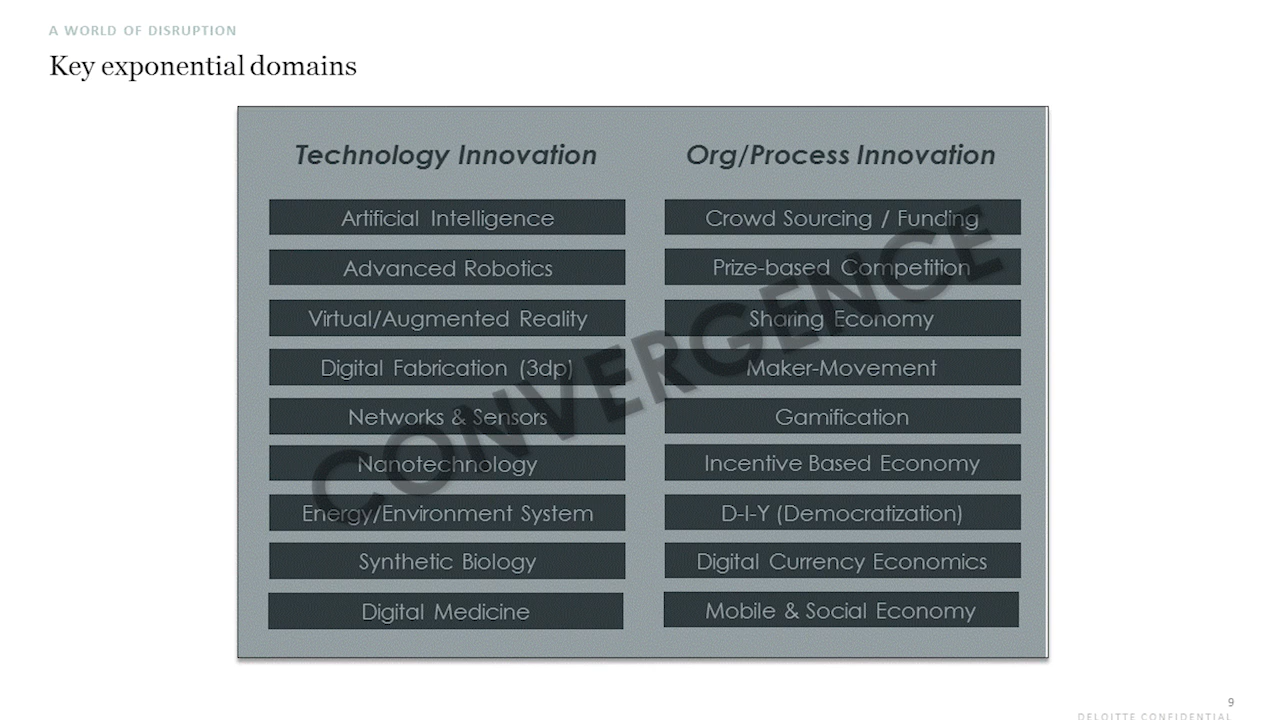 A WORLD OF DISRUPTION
Key exponential domains
Technology Innovation
Artificial Intelligence
Advanced Robotics
Virtual/Augmented Reality
Digital Fabrication (3dp)
Networks & Sensors
Nanotechnology
Energy/Environment System
Synthetic Biology
Digital Medicine
Org/Process Innovation
Crowd Sourcing / Funding
Prize-based Competition
Sharing Economy
Maker-Movement
Gamification
Incentive Based Economy
D-I-Y (Democratization)
Digital Currency Economics
Mobile & Social Economy
CONVERGENCE
9
DELOITTE CONFIDENTIAL